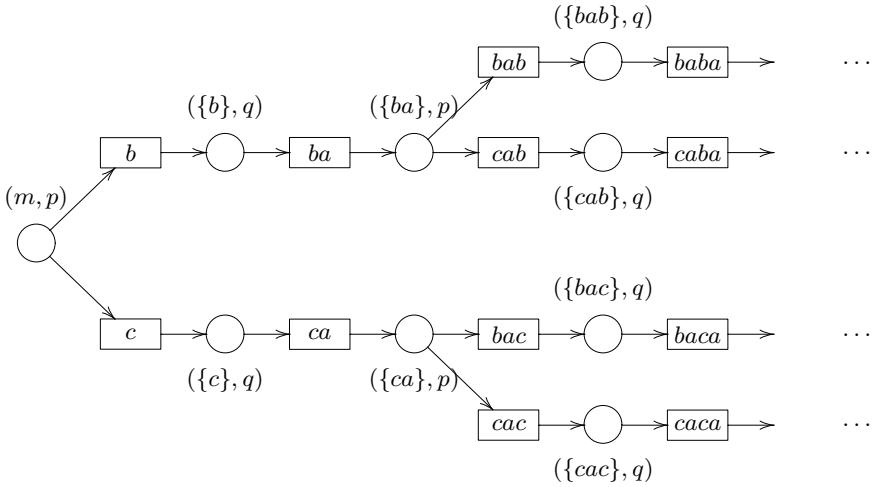 ({bab}, q)
bab
baba
· · ·
({b}, q)
({ba}, p)
b
ba
cab
caba
· · ·
(m, p)
({cab}, q)
({bac}, q)
c
ca
bac
baca
· · ·
({c}, q)
({ca}, p)
cac
caca
· · ·
({cac}, q)